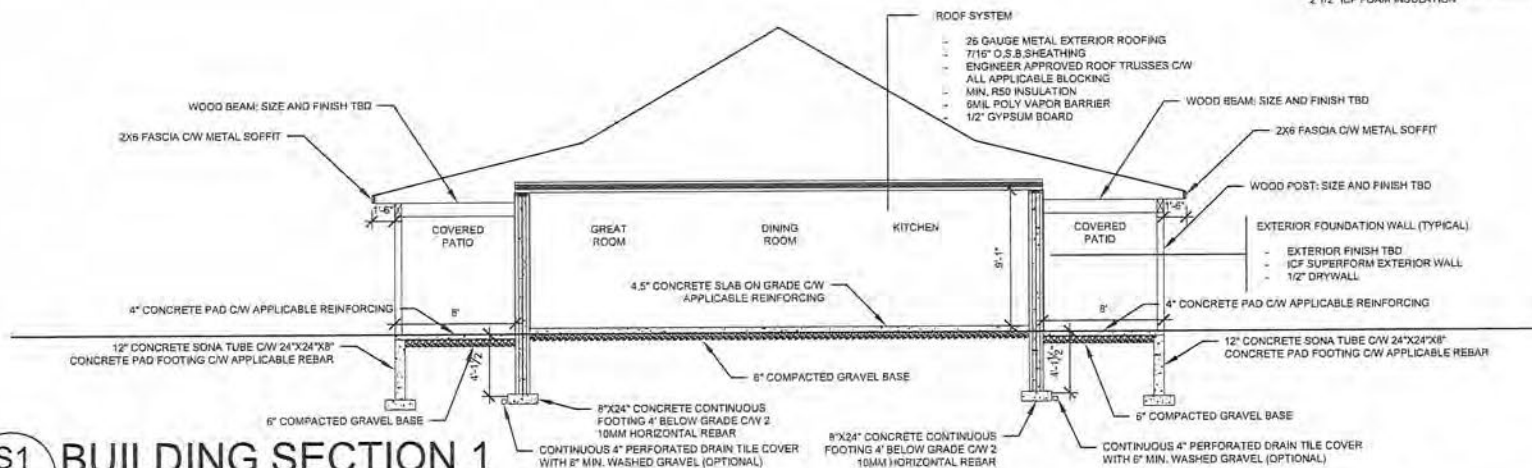 2 1/2" ICF FOAM INSULATION
ROOF SYSTEM
- 26 GAUGE METAL EXTERIOR ROOFING
- 7/16" O.S.B.SHEATHING
- ENGINEER APPROVED ROOF TRUSSES C/W
ALL APPLICABLE BLOCKING
- MIN. R50 INSULATION
- 6MIL POLY VAPOR BARRIER
- 1/2" GYPSUM BOARD
WOOD BEAM: SIZE AND FINISH TBD
2X6 FASCIA C/W METAL SOFFIT
WOOD BEAM: SIZE AND FINISH TBD
2X6 FASCIA C/W METAL SOFFIT
WOOD POST: SIZE AND FINISH TBD
1'-6"
1'-6"
COVERED
PATIO
GREAT
ROOM
DINING
ROOM
KITCHEN
9'-1"
COVERED
PATIO
EXTERIOR FOUNDATION WALL (TYPICAL)
- EXTERIOR FINISH TBD
- ICF SUPERFORM EXTERIOR WALL
- 1/2" DRYWALL
4.5" CONCRETE SLAB ON GRADE C/W
APPLICABLE REINFORCING
4" CONCRETE PAD C/W APPLICABLE REINFORCING
8'
8'
4" CONCRETE PAD C/W APPLICABLE REINFORCING
12" CONCRETE SONA TUBE C/W 24"X24"X8"
CONCRETE PAD FOOTING C/W APPLICABLE REBAR
4'-1 1/2"
6" COMPACTED GRAVEL BASE
4'-1 1/2"
12" CONCRETE SONA TUBE C/W 24"X24"X8"
CONCRETE PAD FOOTING C/W APPLICABLE REBAR
6" COMPACTED GRAVEL BASE
8"X24" CONCRETE CONTINUOUS
FOOTING 4' BELOW GRADE C/W 2
10MM HORIZONTAL REBAR
CONTINUOUS 4" PERFORATED DRAIN TILE COVER
WITH 6" MIN. WASHED GRAVEL (OPTIONAL)
8"X24" CONCRETE CONTINUOUS
FOOTING 4' BELOW GRADE C/W 2
10MM HORIZONTAL REBAR
6" COMPACTED GRAVEL BASE
CONTINUOUS 4" PERFORATED DRAIN TILE COVER
WITH 6" MIN. WASHED GRAVEL (OPTIONAL)
S1 BUILDING SECTION 1